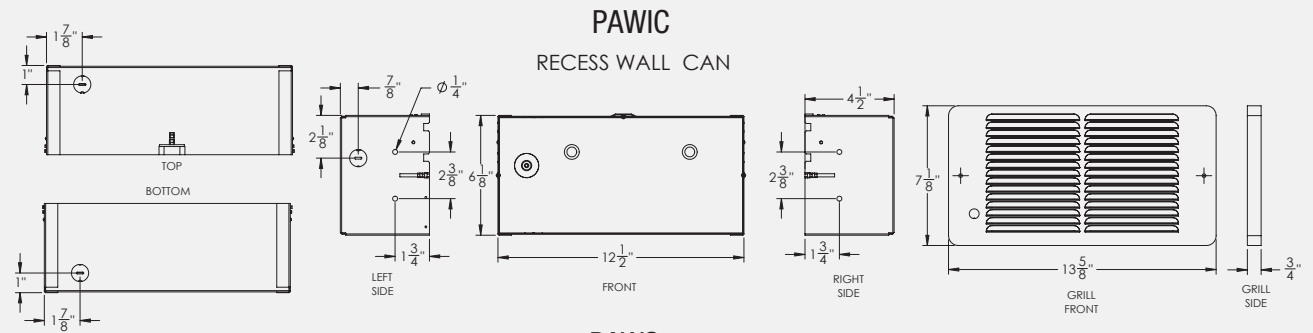 PAWIC
RECESS WALL CAN
1 7/8"
1"
TOP
BOTTOM
1"
1 7/8"
7/8"
Ø 1/4"
2 1/8"
2 3/8"
1 3/4"
LEFT
SIDE
6 1/8"
12 1/2"
FRONT
4 1/2"
2 3/8"
1 3/4"
RIGHT
SIDE
7 1/8"
13 5/8"
GRILL
FRONT
3/4"
GRILL
SIDE